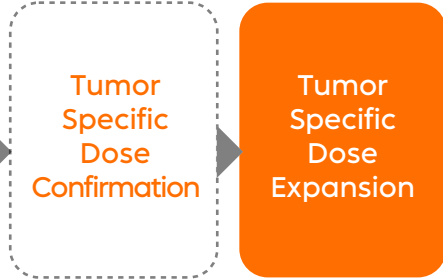 Tumor
Specific
Dose
Confirmation
Tumor
Specific
Dose
Expansion